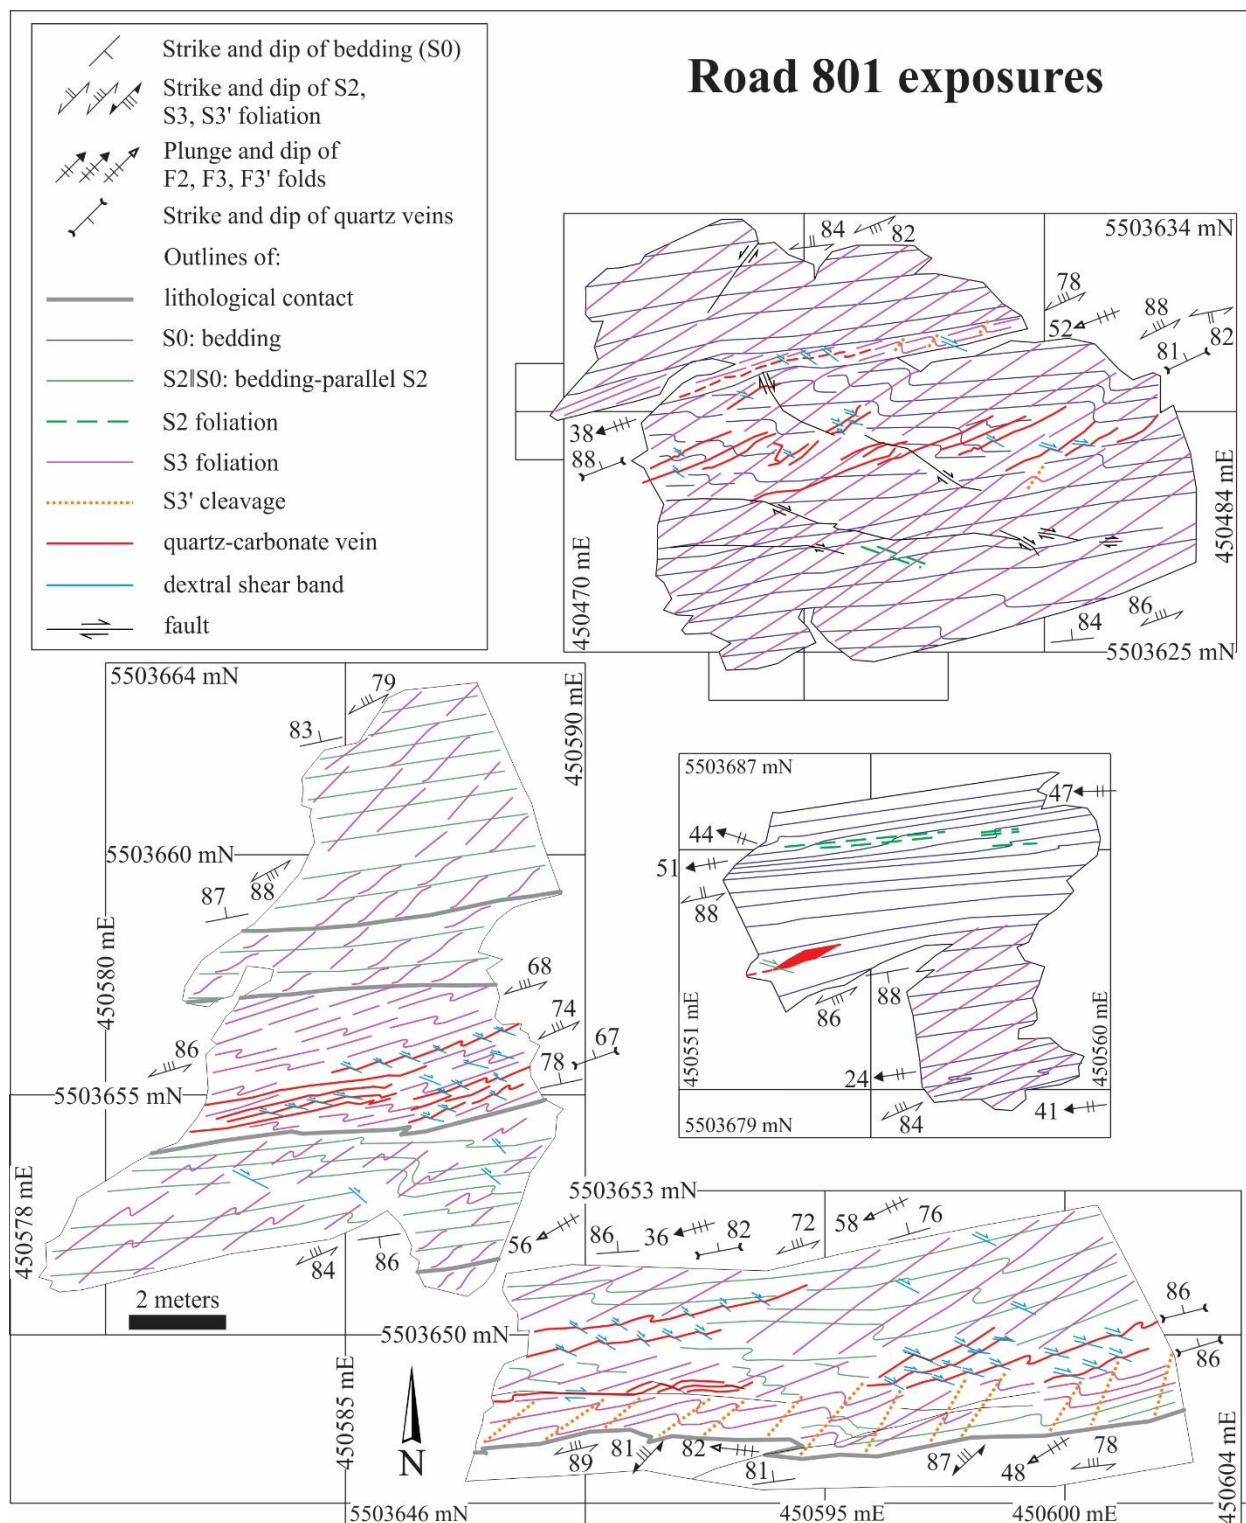 Road 801 exposures
Strike and dip of bedding (S0)
Strike and dip of S2,
S3, S3' foliation
Plunge and dip of
F2, F3, F3' folds
Strike and dip of quartz veins
Outlines of:
lithological contact
S0: bedding
S2llS0: bedding-parallel S2
S2 foliation
S3 foliation
S3' cleavage
quartz-carbonate vein
dextral shear band
fault
84
82
5503634 mN
78
88
52
82
81
38
88
450484 mE
450470 mE
86
84
5503625 mN
5503664 mN
79
83
450590 mE
5503660 mN
88
87
450580 mE
68
74
86
67
78
5503655 mN
450578 mE
84
86
2 meters
5503687 mN
47
44
51
88
88
86
450551 mE
450560 mE
24
84
41
5503679 mN
5503653 mN
56
86
36
82
72
58
76
86
5503650 mN
86
450585 mE
N
89
81
82
81
87
48
78
450604 mE
5503646 mN
450595 mE
450600 mE